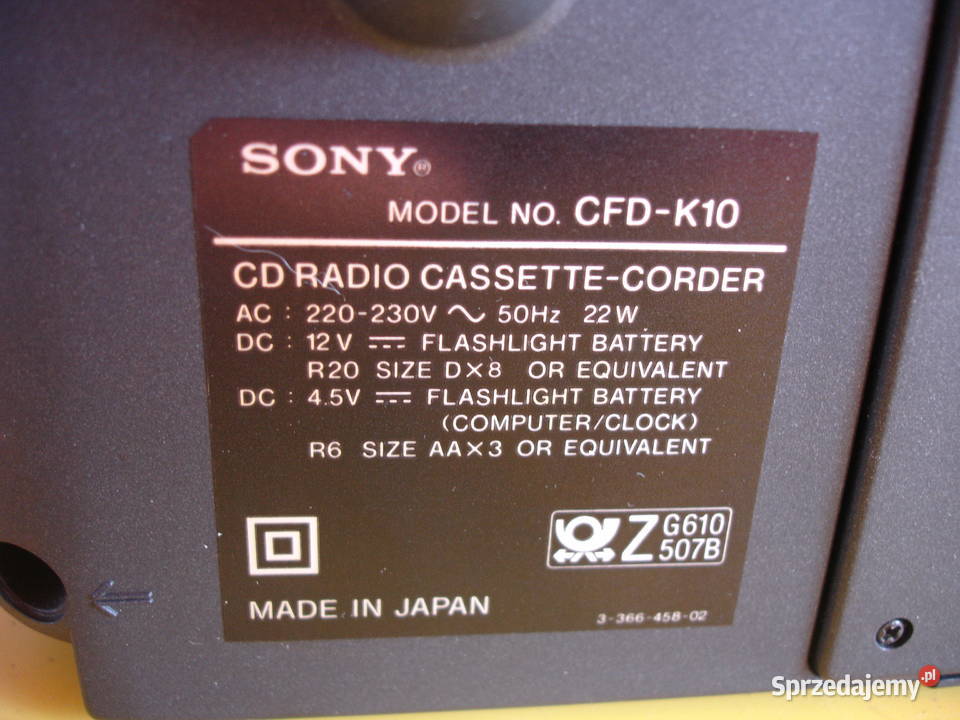 SONY®
MODEL NO. CFD-K10
CD RADIO CASSETTE-CORDER
AC : 220-230V ~ 50Hz 22W
DC : 12V ⎓ FLASHLIGHT BATTERY
R20 SIZE D×8 OR EQUIVALENT
DC : 4.5V ⎓ FLASHLIGHT BATTERY
(COMPUTER/CLOCK)
R6 SIZE AA×3 OR EQUIVALENT
Z G610
507B
MADE IN JAPAN
3-366-458-02
Sprzedajemy.pl